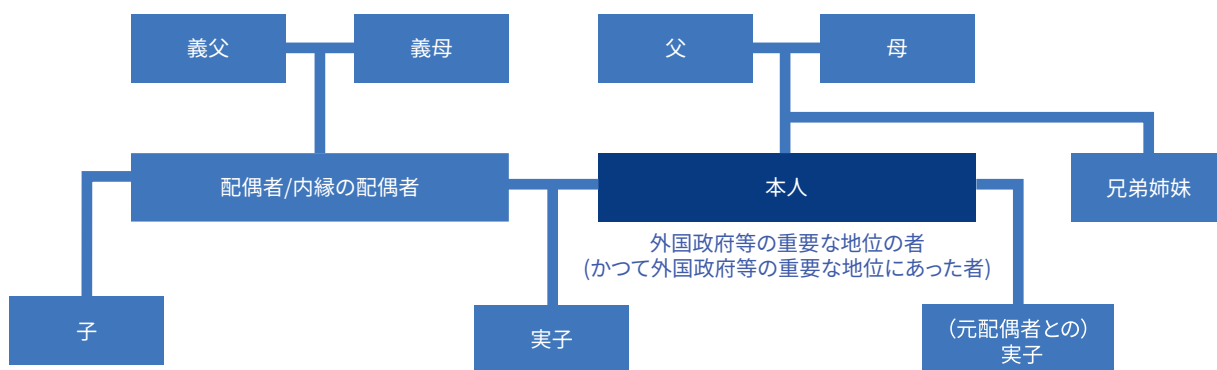 義父
義母
父
母
配偶者/内縁の配偶者
本人
兄弟姉妹
外国政府等の重要な地位の者
(かつて外国政府等の重要な地位にあった者)
子
実子
（元配偶者との）
実子